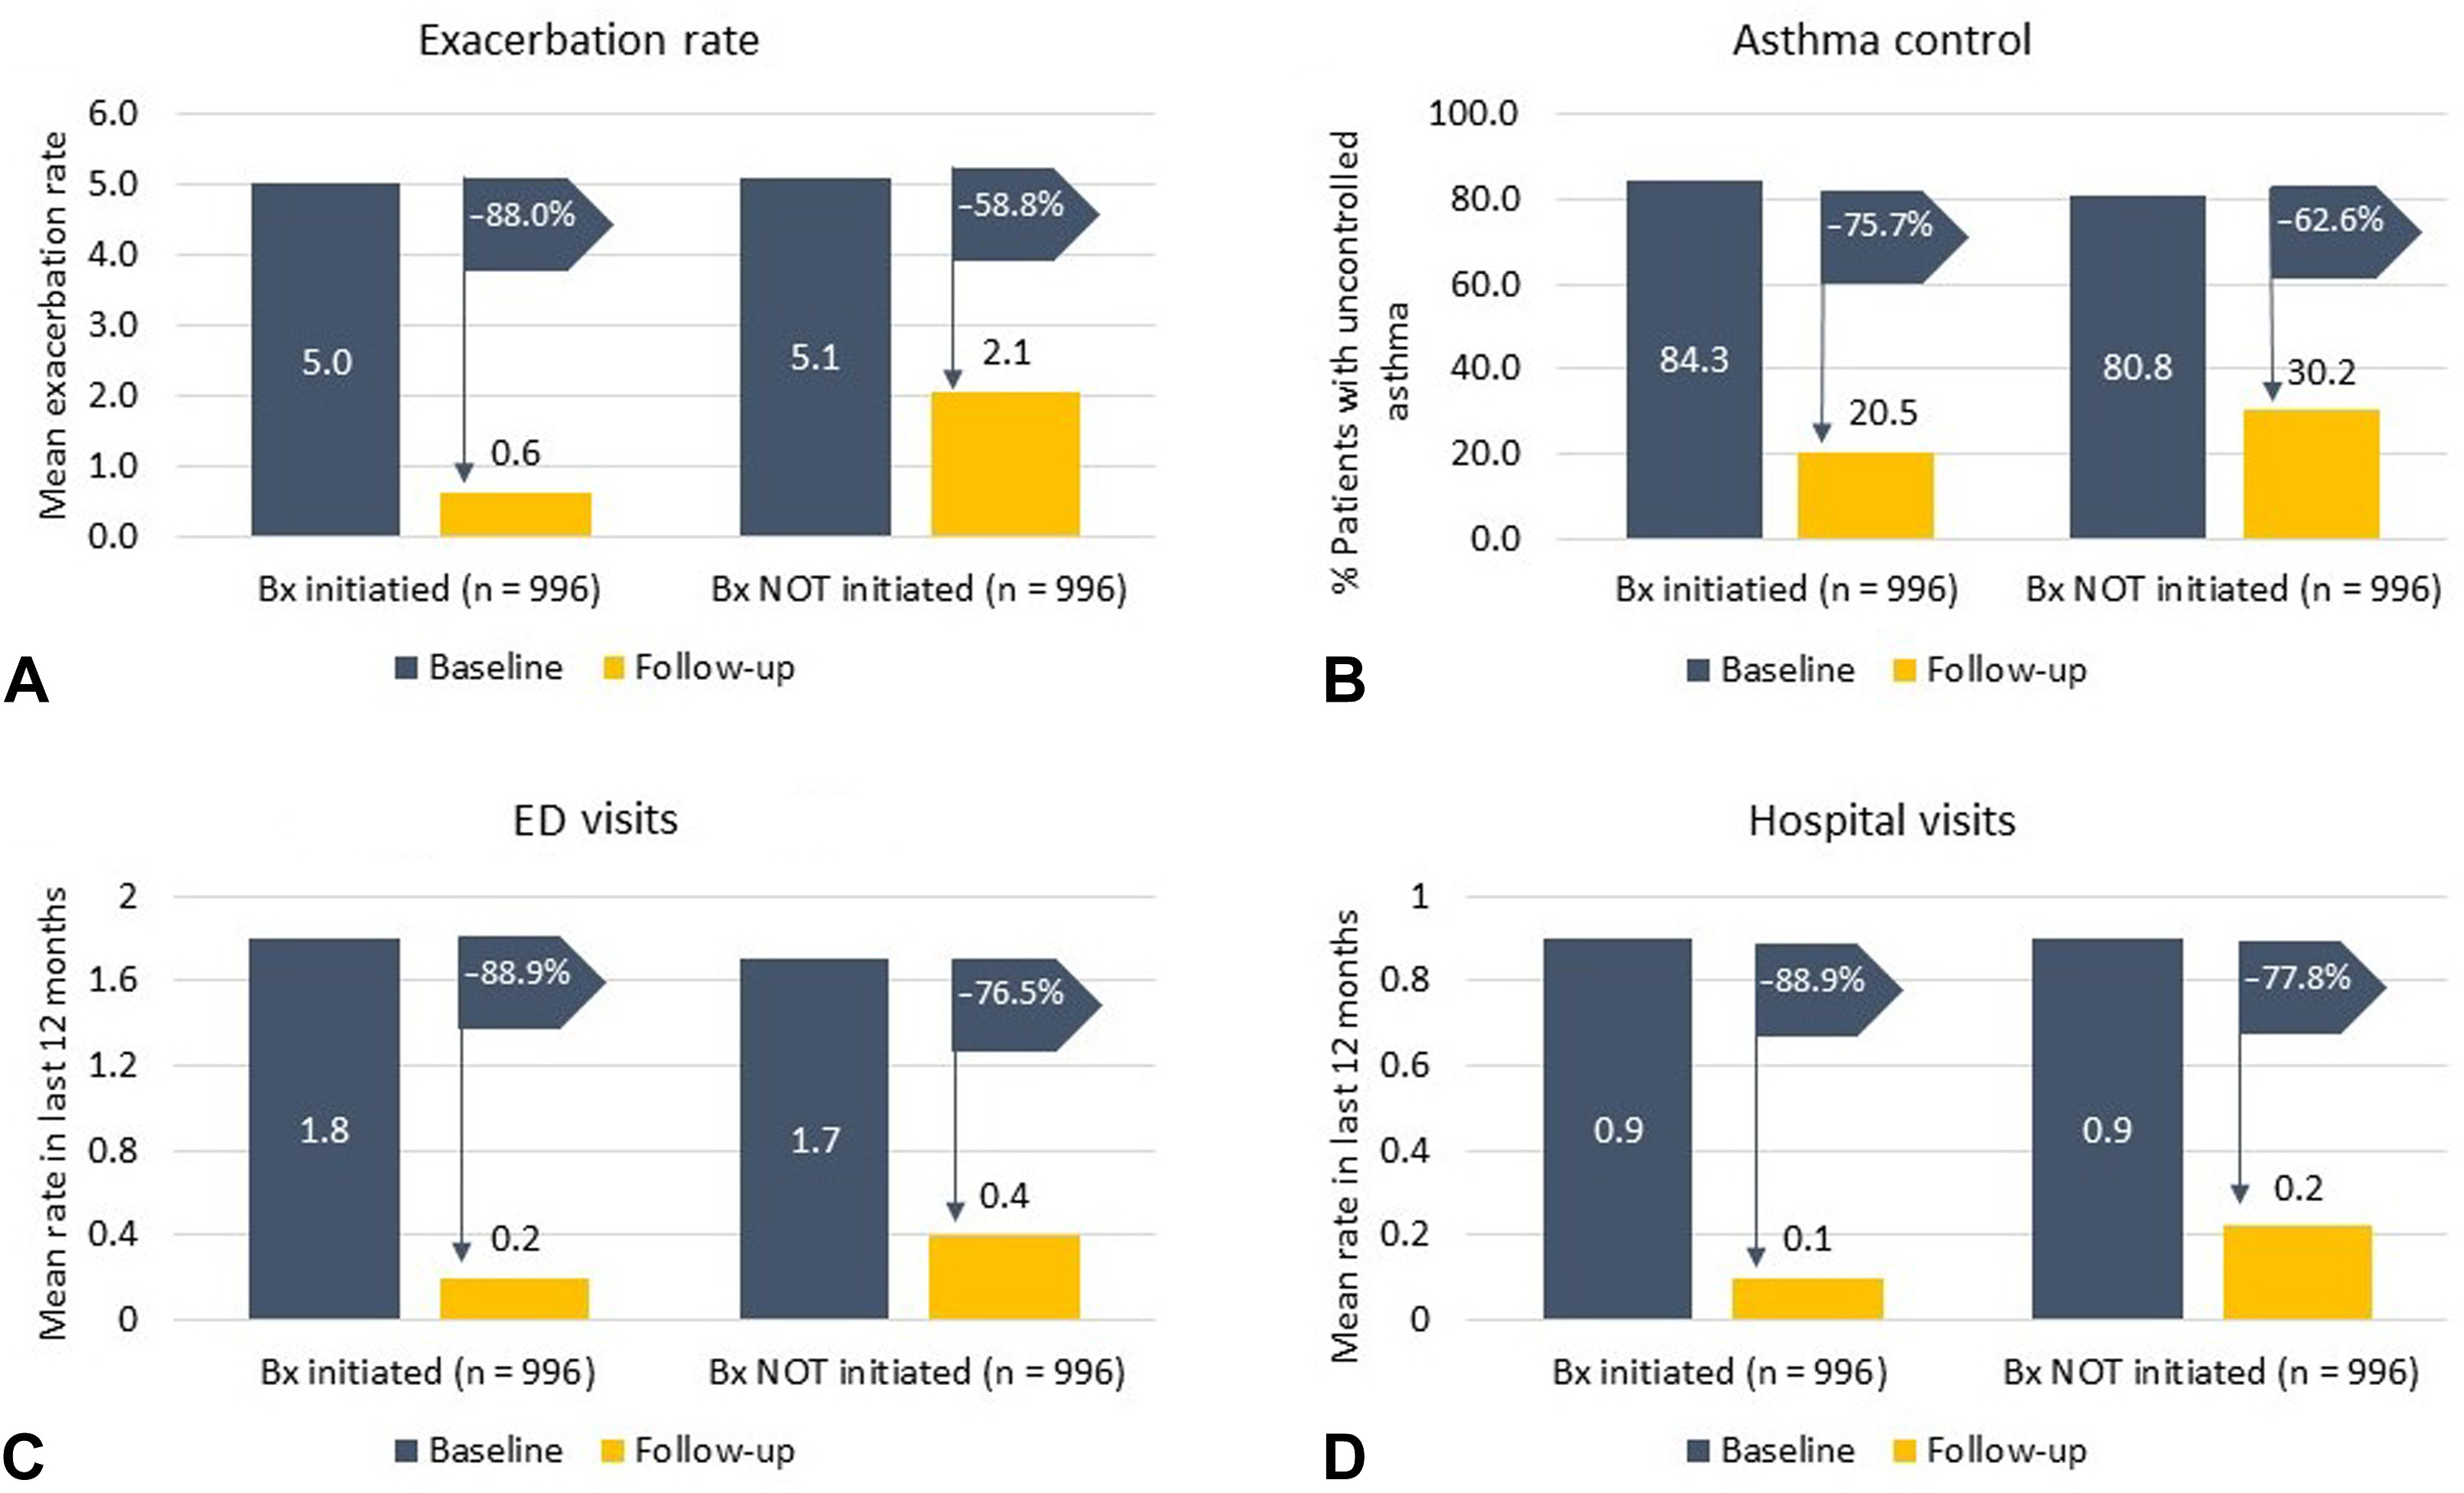 Exacerbation rate
Mean exacerbation rate
6.0
5.0
4.0
3.0
2.0
1.0
0.0
5.0
–88.0%
0.6
5.1
–58.8%
2.1
Bx initiatied (n = 996)
Bx NOT initiated (n = 996)
Baseline
Follow-up
A
Asthma control
% Patients with uncontrolled
asthma
100.0
80.0
60.0
40.0
20.0
0.0
84.3
–75.7%
20.5
80.8
–62.6%
30.2
Bx initiatied (n = 996)
Bx NOT initiated (n = 996)
Baseline
Follow-up
B
ED visits
Mean rate in last 12 months
2
1.6
1.2
0.8
0.4
0
1.8
–88.9%
0.2
1.7
–76.5%
0.4
Bx initiated (n = 996)
Bx NOT initiated (n = 996)
Baseline
Follow-up
C
Hospital visits
Mean rate in last 12 months
1
0.8
0.6
0.4
0.2
0
0.9
–88.9%
0.1
0.9
–77.8%
0.2
Bx initiated (n = 996)
Bx NOT initiated (n = 996)
Baseline
Follow-up
D